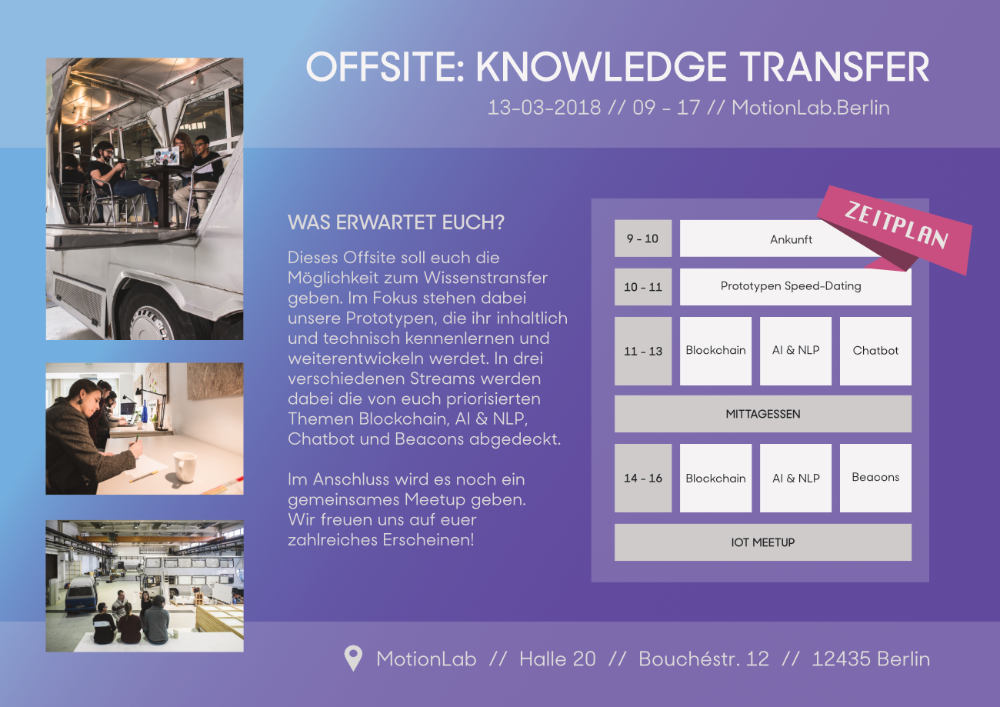 OFFSITE: KNOWLEDGE TRANSFER
13-03-2018 // 09 - 17 // MotionLab.Berlin
WAS ERWARTET EUCH?
Dieses Offsite soll euch die
Möglichkeit zum Wissenstransfer
geben. Im Fokus stehen dabei
unsere Prototypen, die ihr inhaltlich
und technisch kennenlernen und
weiterentwickeln werdet. In drei
verschiedenen Streams werden
dabei die von euch priorisierten
Themen Blockchain, AI & NLP,
Chatbot und Beacons abgedeckt.
Im Anschluss wird es noch ein
gemeinsames Meetup geben.
Wir freuen uns auf euer
zahlreiches Erscheinen!
ZEITPLAN
9 - 10 Ankunft
10 - 11 Prototypen Speed-Dating
11 - 13 Blockchain AI & NLP Chatbot
MITTAGESSEN
14 - 16 Blockchain AI & NLP Beacons
IOT MEETUP
MotionLab // Halle 20 // Bouchéstr. 12 // 12435 Berlin